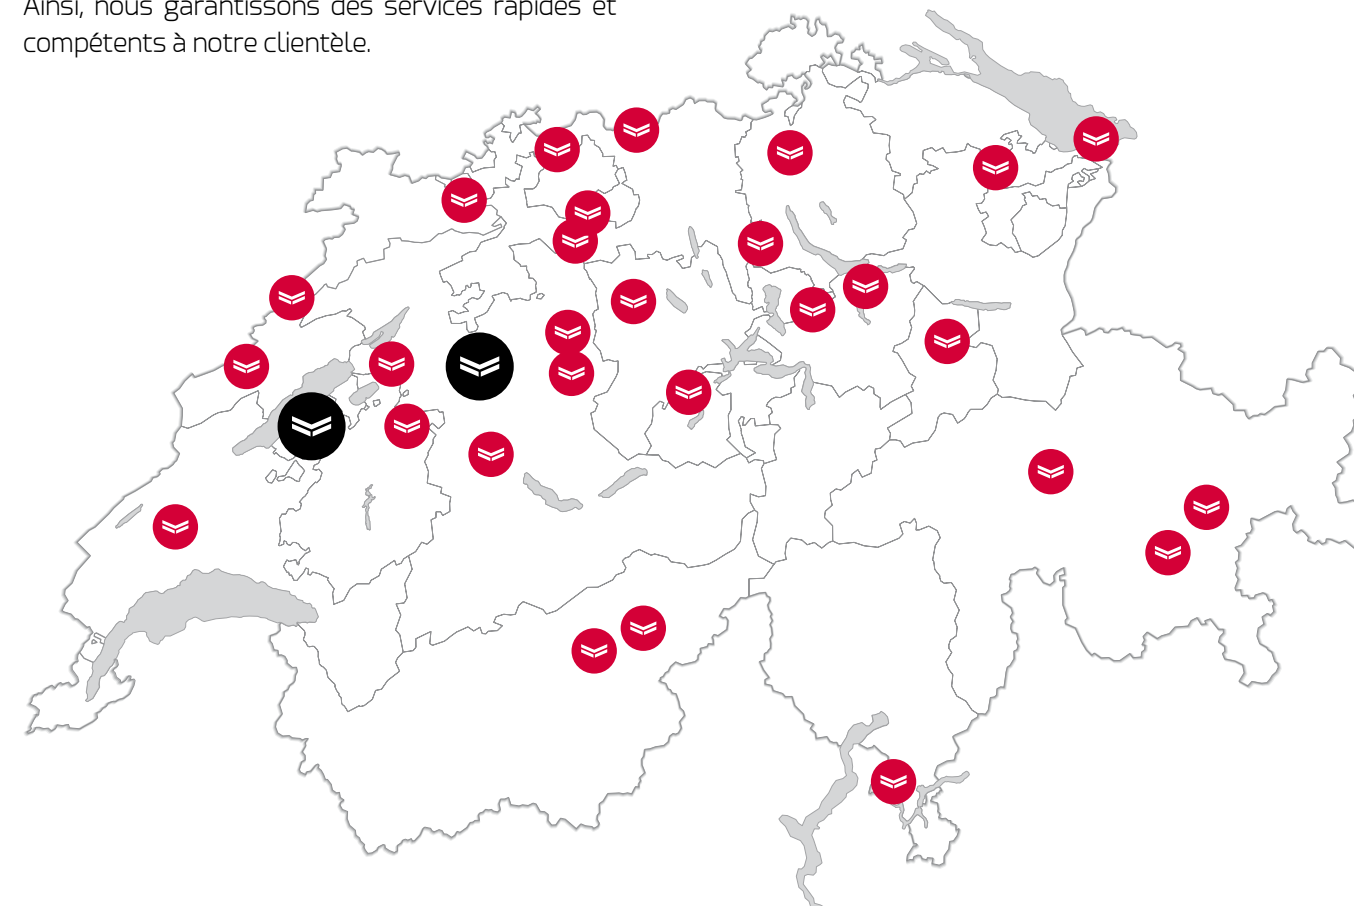 Ainsi, nous garantissons des services rapides et
compétents à notre clientèle.